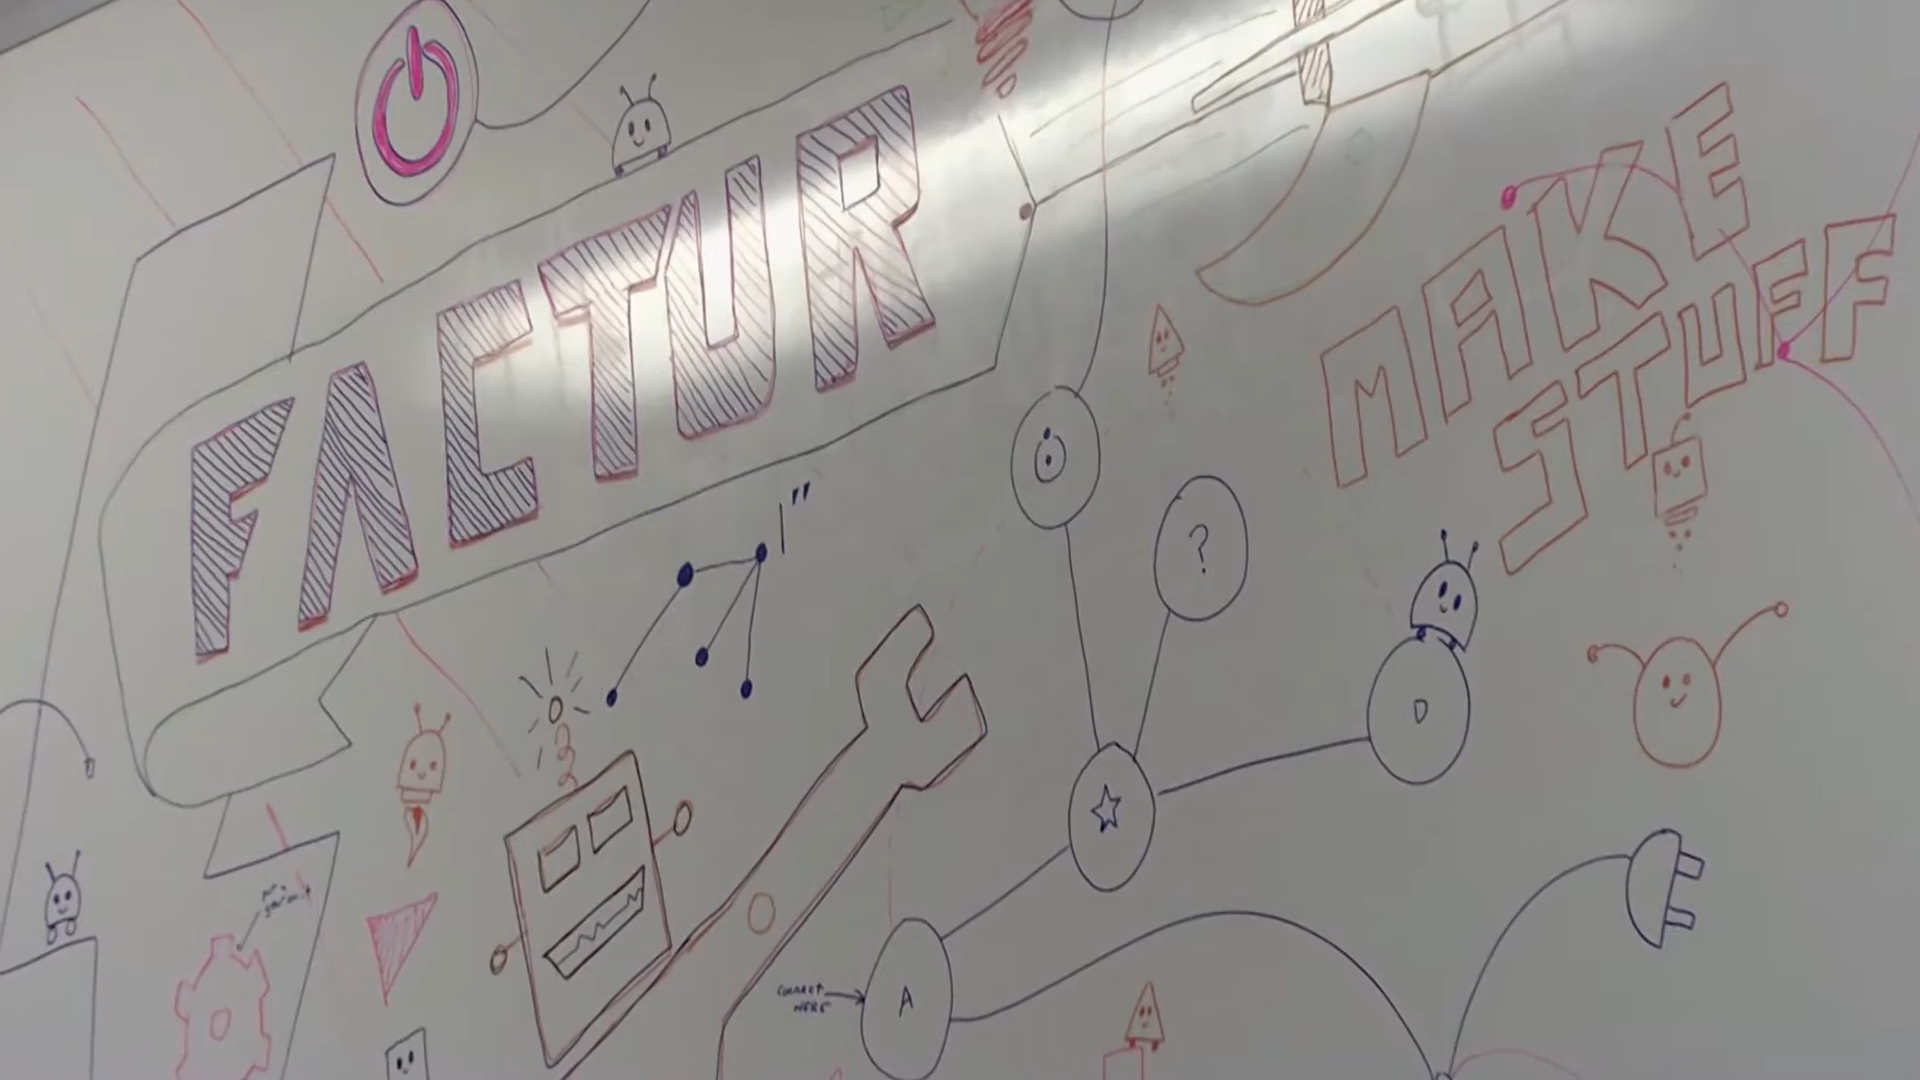 FACTUR
MAKE
STUFF
1"
?
D
CONNECT
HERE
A